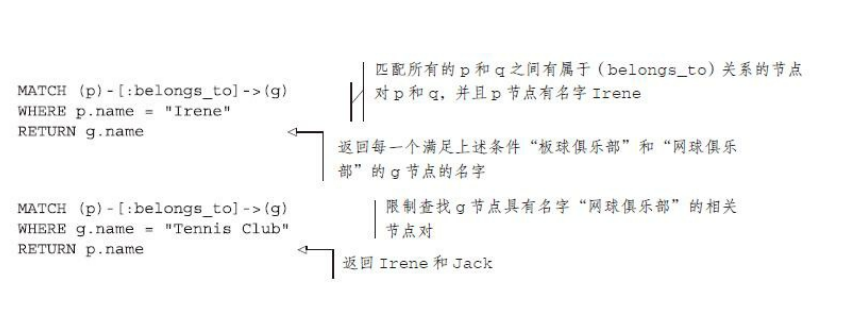 匹配所有的 p 和 q 之间有属于 (belongs_to) 关系的节点
对 p 和 q，并且 p 节点有名字 Irene
MATCH (p)-[:belongs_to]->(g)
WHERE p.name = "Irene"
RETURN g.name
返回每一个满足上述条件“板球俱乐部”和“网球俱乐
部”的 g 节点的名字
MATCH (p)-[:belongs_to]->(g)
WHERE g.name = "Tennis Club"
RETURN p.name
限制查找 g 节点具有名字“网球俱乐部”的相关
节点对
返回 Irene 和 Jack